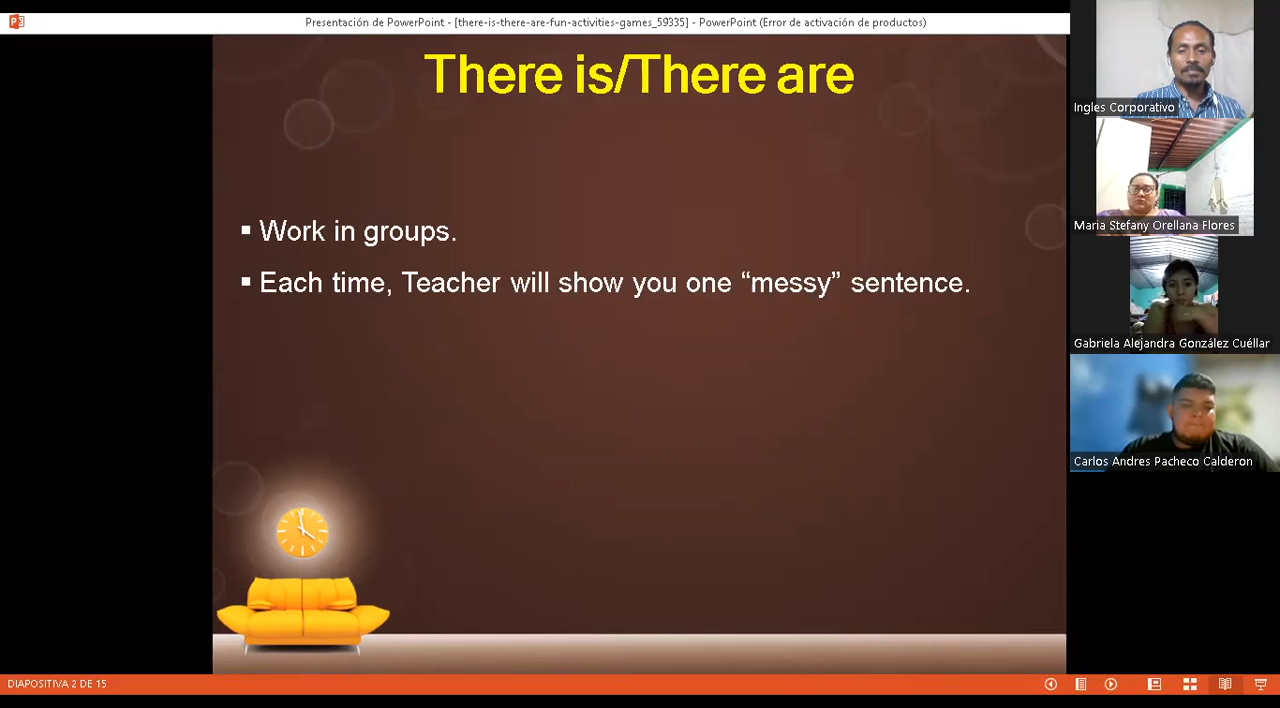 Presentación de PowerPoint - [there-is-there-are-fun-activities-games_59335] - PowerPoint (Error de activación de productos)
There is/There are
▪ Work in groups.
▪ Each time, Teacher will show you one “messy” sentence.
Ingles Corporativo
Maria Stefany Orellana Flores
Gabriela Alejandra González Cuéllar
Carlos Andres Pacheco Calderon
DIAPOSITIVA 2 DE 15